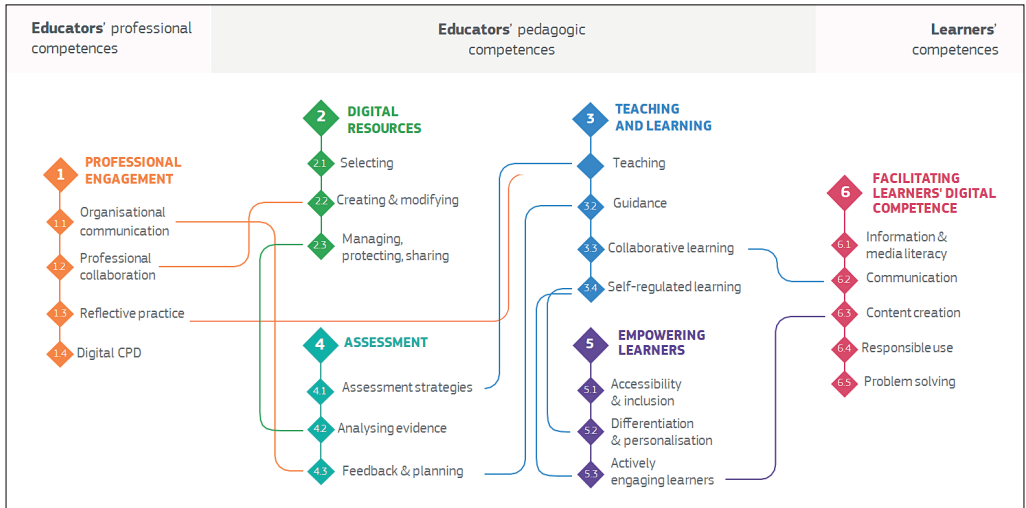 Educators' professional
competences
Educators' pedagogic
competences
Learners'
competences
1
PROFESSIONAL
ENGAGEMENT
1.1
Organisational
communication
1.2
Professional
collaboration
1.3
Reflective practice
1.4
Digital CPD
2
DIGITAL
RESOURCES
2.1
Selecting
2.2
Creating & modifying
2.3
Managing,
protecting, sharing
4
ASSESSMENT
4.1
Assessment strategies
4.2
Analysing evidence
4.3
Feedback & planning
3
TEACHING
AND LEARNING
Teaching
3.2
Guidance
3.3
Collaborative learning
3.4
Self-regulated learning
5
EMPOWERING
LEARNERS
5.1
Accessibility
& inclusion
5.2
Differentiation
& personalisation
5.3
Actively
engaging learners
6
FACILITATING
LEARNERS' DIGITAL
COMPETENCE
6.1
Information &
media literacy
6.2
Communication
6.3
Content creation
6.4
Responsible use
6.5
Problem solving